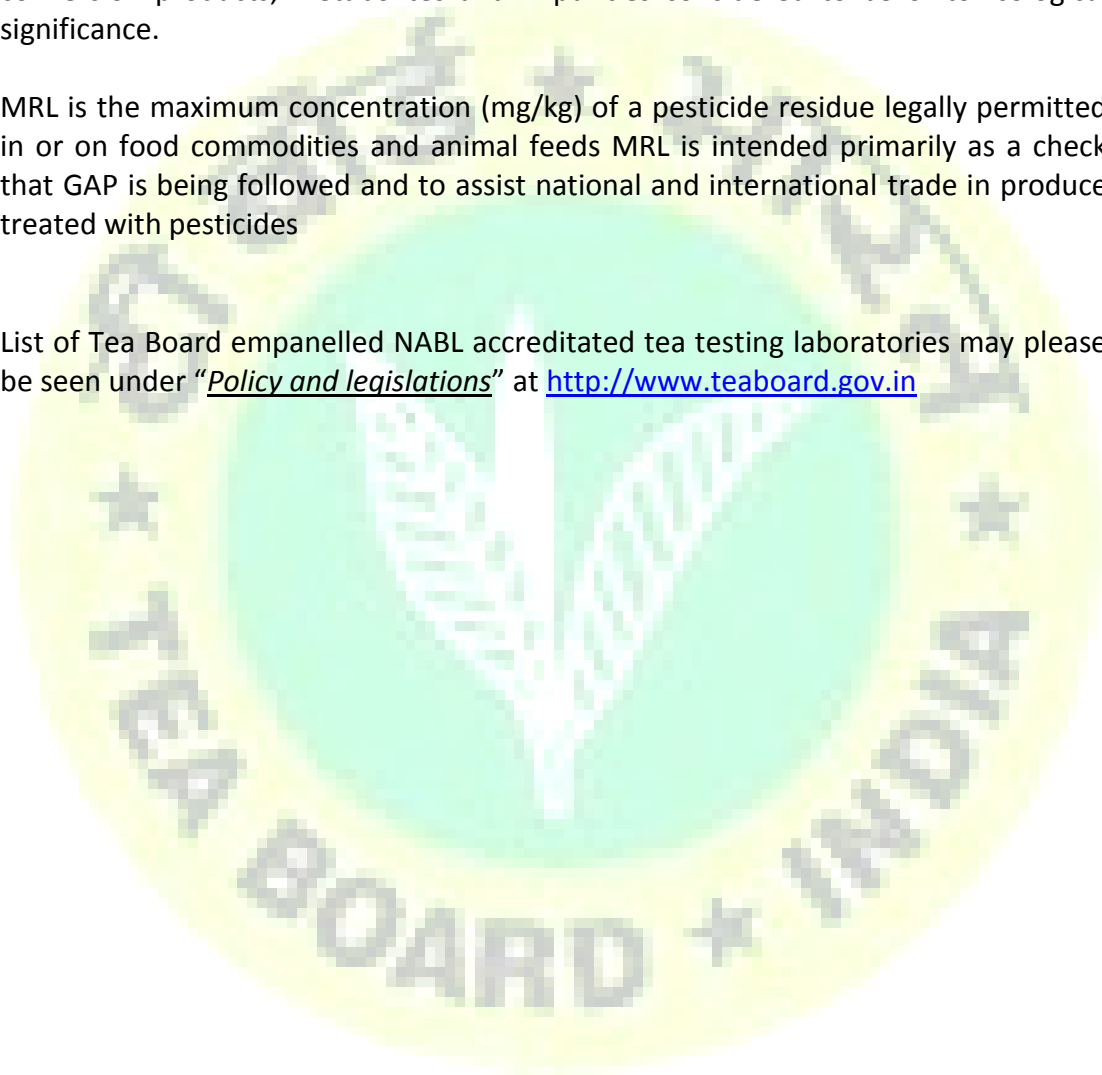 significance.
MRL is the maximum concentration (mg/kg) of a pesticide residue legally permitted
in or on food commodities and animal feeds MRL is intended primarily as a check
that GAP is being followed and to assist national and international trade in produce
treated with pesticides
List of Tea Board empanelled NABL accreditated tea testing laboratories may please
be seen under “Policy and legislations” at http://www.teaboard.gov.in
TEA BOARD ★ INDIA